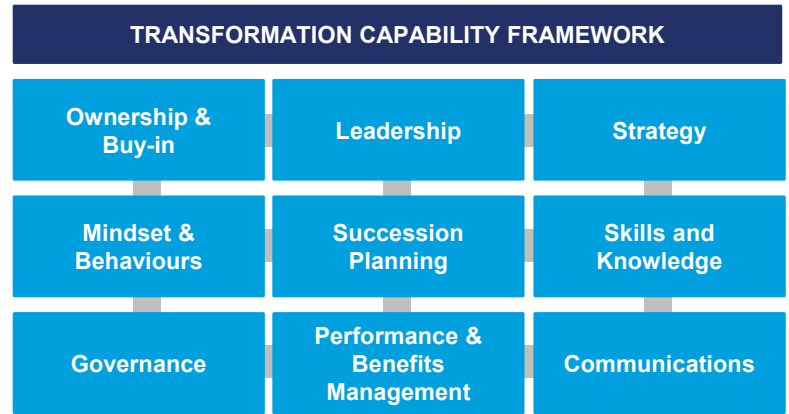 TRANSFORMATION CAPABILITY FRAMEWORK
Ownership &
Buy-in
Leadership
Strategy
Mindset &
Behaviours
Succession
Planning
Skills and
Knowledge
Governance
Performance &
Benefits
Management
Communications